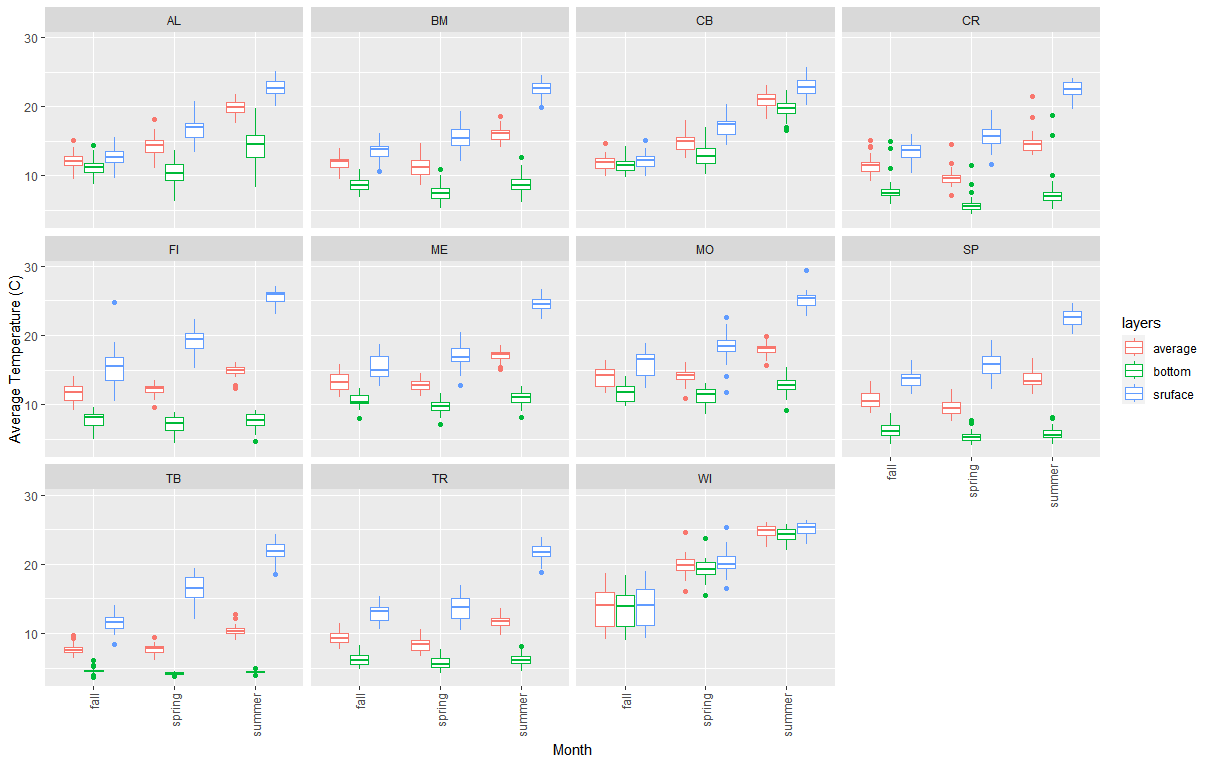 AL BM CB CR
30
20
10
FI ME MO SP
30
20
10
fall spring summer
TB TR WI
30
20
10
fall spring summer fall spring summer fall spring summer
Month
Average Temperature (C)
layers
average
bottom
sruface